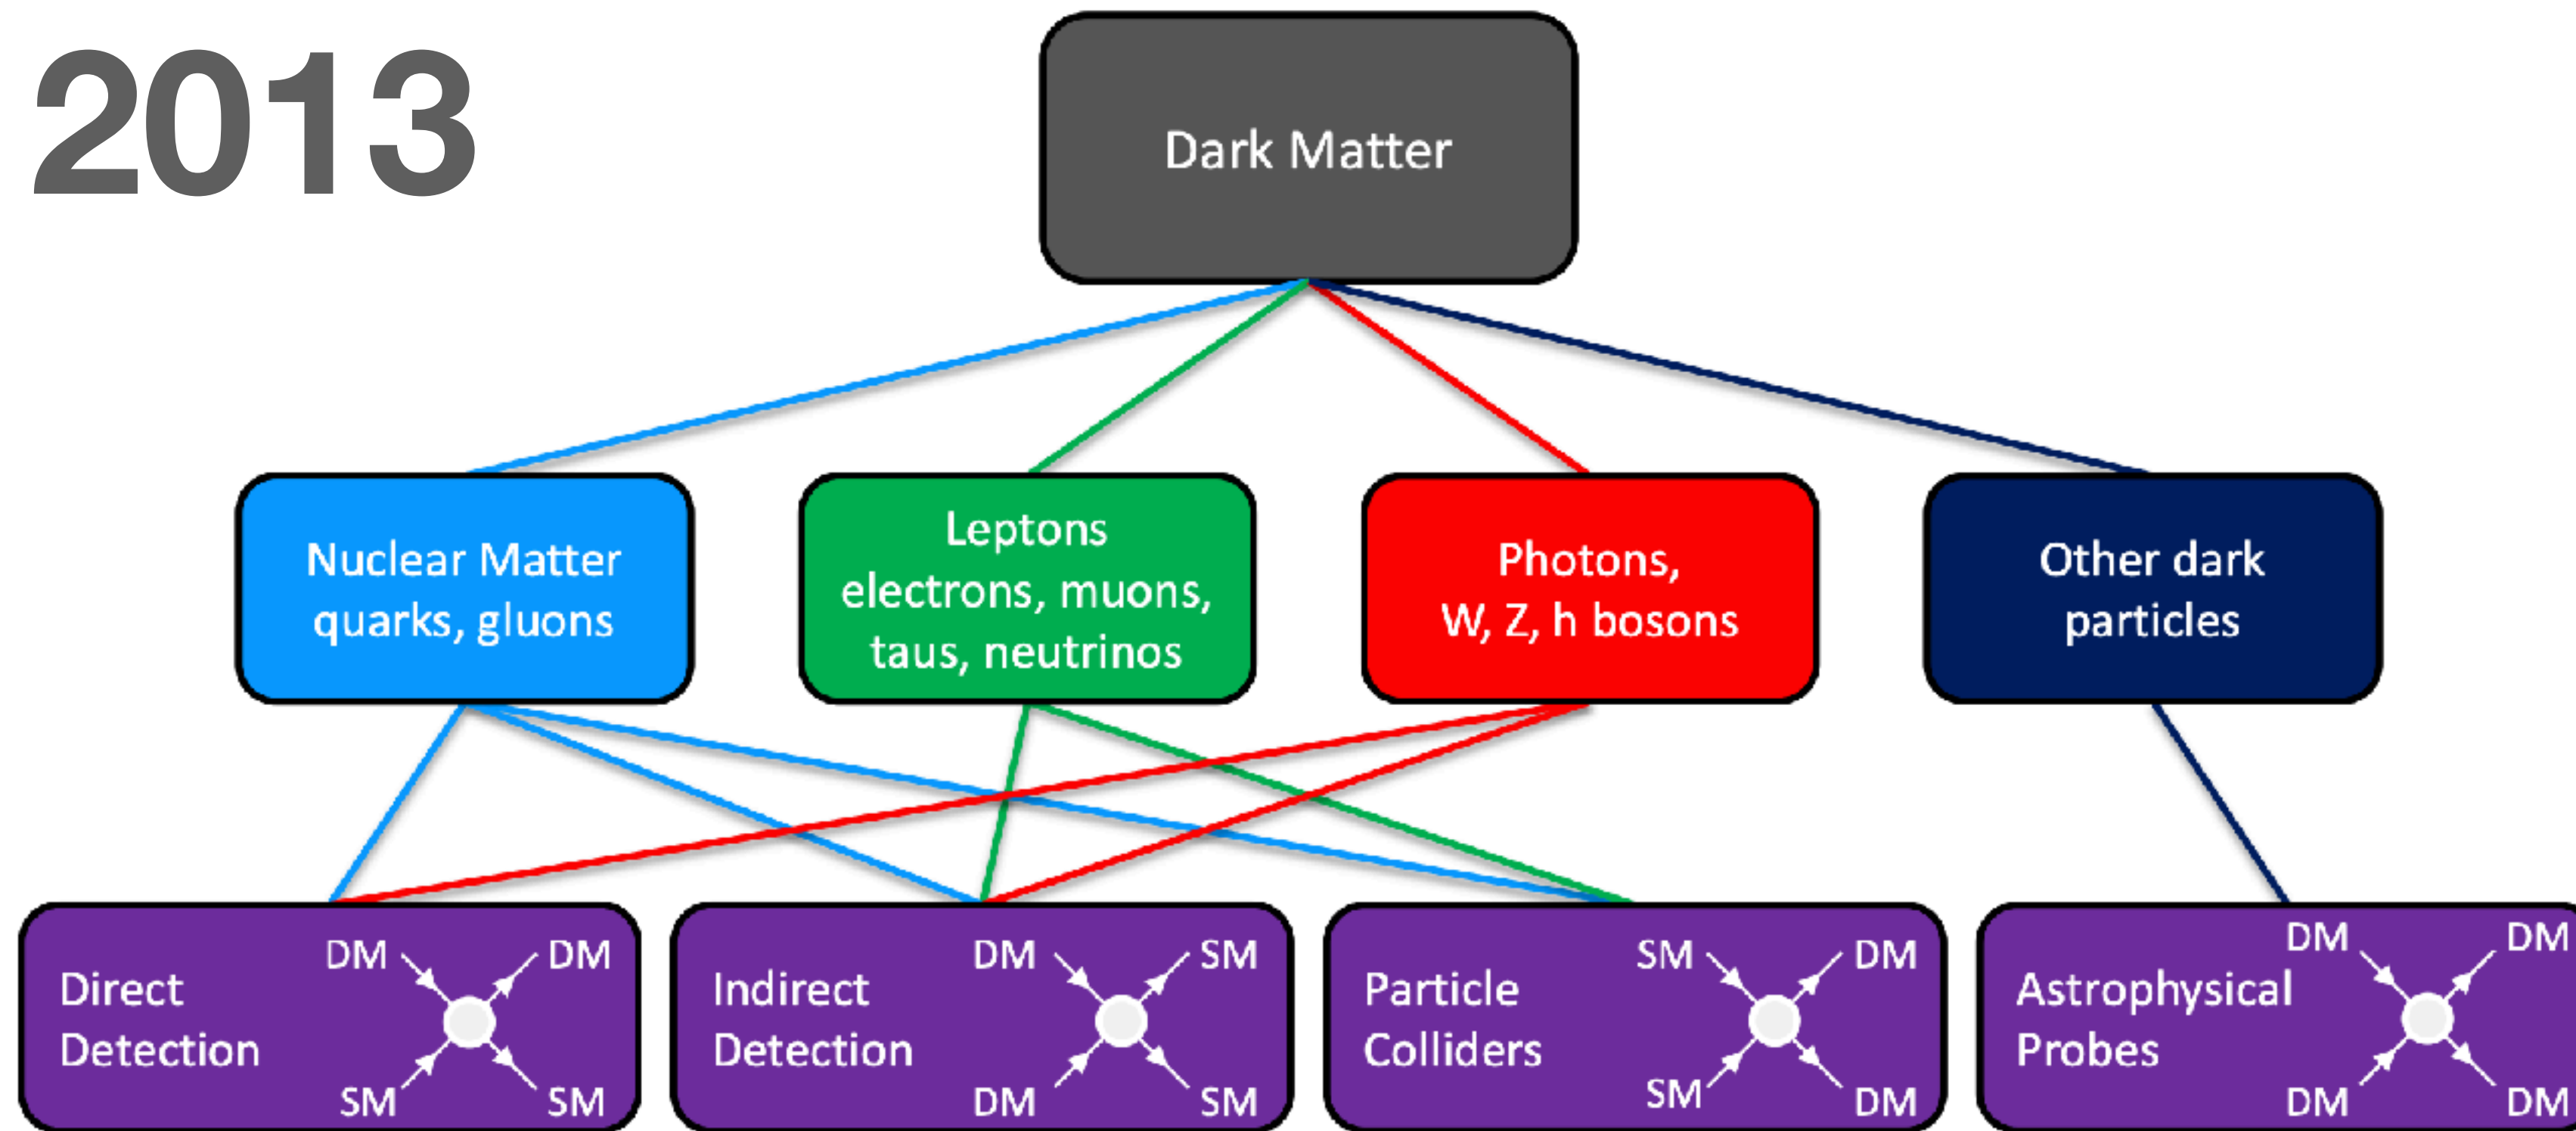 2013
Dark Matter
Nuclear Matter
quarks, gluons
Leptons
electrons, muons,
taus, neutrinos
Photons,
W, Z, h bosons
Other dark
particles
Direct
Detection
DM
DM
SM
SM
Indirect
Detection
DM
SM
DM
SM
Particle
Colliders
SM
DM
SM
DM
Astrophysical
Probes
DM
DM
DM
DM